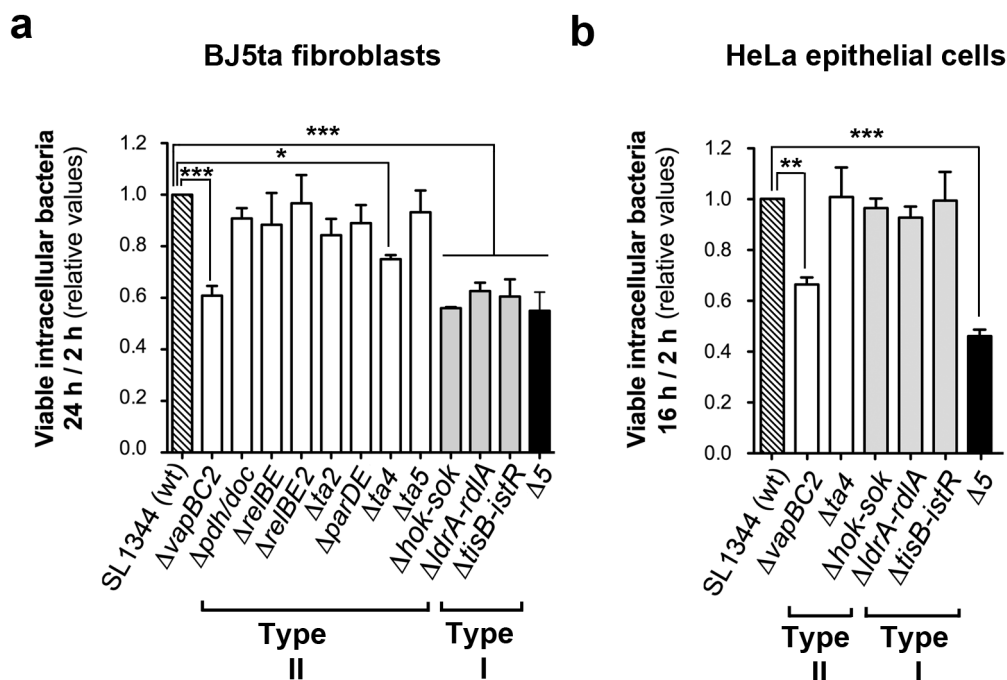 a
BJ5ta fibroblasts
Viable intracellular bacteria
24 h / 2 h (relative values)
1.2
1.0
0.8
0.6
0.4
0.2
0.0
***
*
***
SL1344 (wt)
ΔvapBC2
Δpdh/doc
ΔrelBE
ΔrelBE2
Δta2
ΔparDE
Δta4
Δta5
Δhok-sok
ΔldrA-rdlA
ΔtisB-istR
Δ5
Type
II
Type
I
b
HeLa epithelial cells
Viable intracellular bacteria
16 h / 2 h (relative values)
1.2
1.0
0.8
0.6
0.4
0.2
0.0
***
**
SL1344 (wt)
ΔvapBC2
Δta4
Δhok-sok
ΔldrA-rdlA
ΔtisB-istR
Δ5
Type
II
Type
I